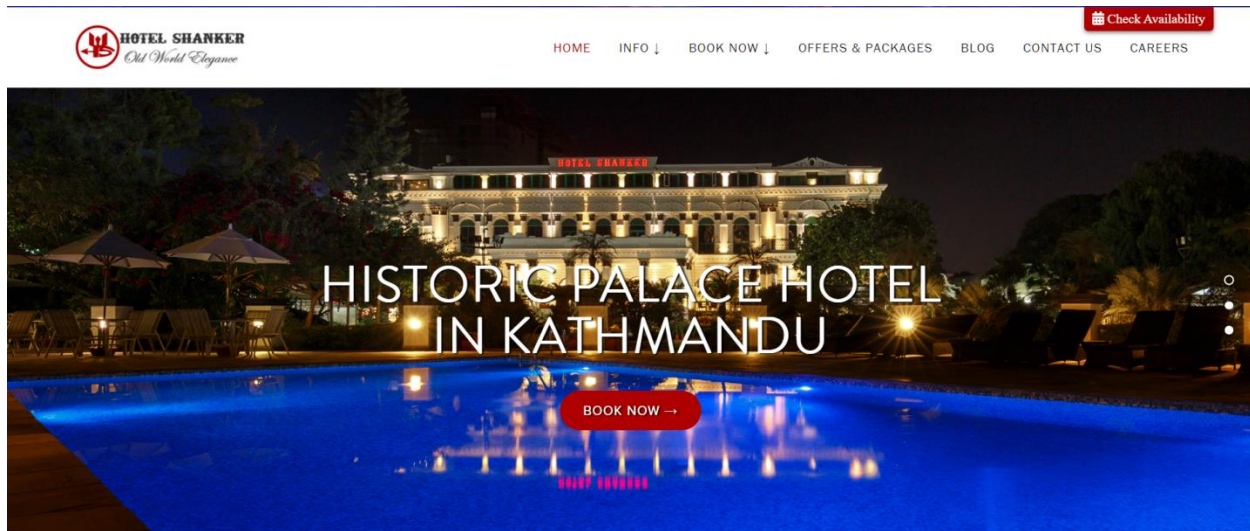 Check Availability
HOTEL SHANKER
Old World Elegance
HOME INFO ↓ BOOK NOW ↓ OFFERS & PACKAGES BLOG CONTACT US CAREERS
HOTEL SHANKER
HISTORIC PALACE HOTEL
IN KATHMANDU
BOOK NOW →